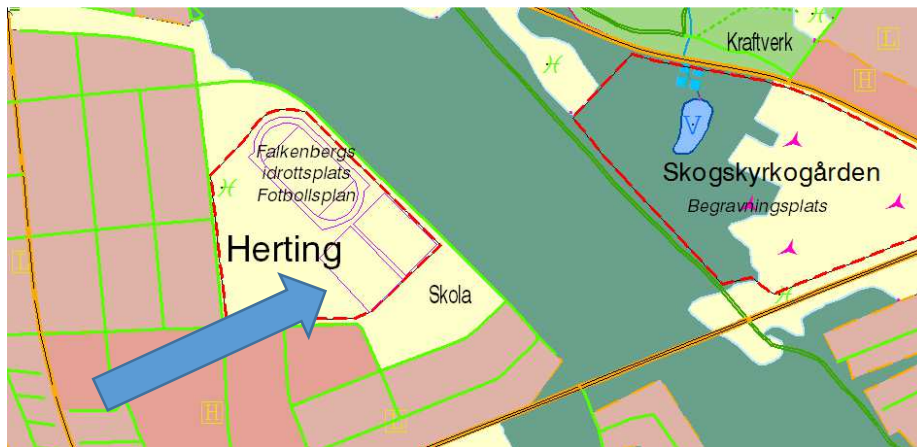 Kraftverk
L
H
Falkenbergs
idrottsplats
Fotbollsplan
A
Skogskyrkogården
Begravningsplats
Herting
Skola
H